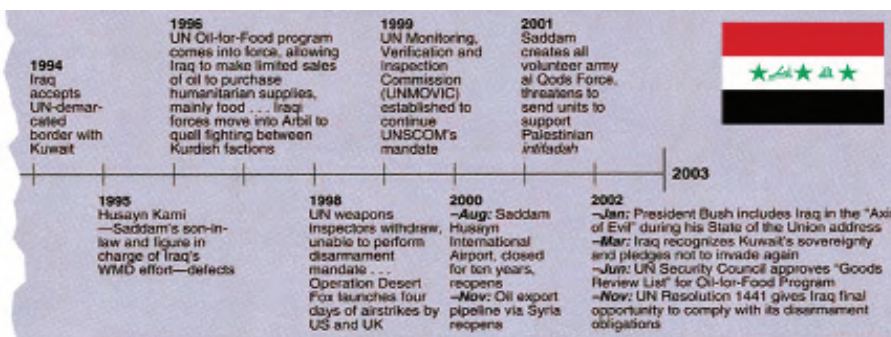 1994
Iraq
accepts
UN-demar-
cated
border with
Kuwait
1996
UN Oil-for-Food program
comes into force, allowing
Iraq to make limited sales
of oil to purchase
humanitarian supplies,
mainly food . . . Iraqi
forces move into Arbil to
quell fighting between
Kurdish factions
1999
UN Monitoring,
Verification and
Inspection
Commission
(UNMOVIC)
established to
continue
UNSCOM's
mandate
2001
Saddam
creates all
volunteer army
al Qods Force,
threatens to
send units to
support
Palestinian
intifadah
2003
1995
Husayn Kami
—Saddam's son-in-
law and figure in
charge of Iraq's
WMD effort—defects
1998
UN weapons
Inspectors withdraw,
unable to perform
disarmament
mandate . . .
Operation Desert
Fox launches four
days of airstrikes by
US and UK
2000
–Aug: Saddam
Husayn
International
Airport, closed
for ten years,
reopens
–Nov: Oil export
pipeline via Syria
reopens
2002
–Jan: President Bush includes Iraq in the "Ax
of Evil" during his State of the Union address
–Mar: Iraq recognizes Kuwait's sovereignty
and pledges not to invade again
–Jun: UN Security Council approves "Goods
Review List" for Oil-for-Food Program
–Nov: UN Resolution 1441 gives Iraq final
opportunity to comply with its disarmament
obligations